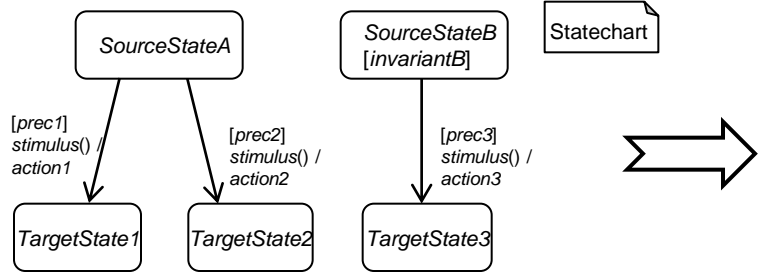 SourceStateA
SourceStateB
[invariantB]
Statechart
[prec1]
stimulus() /
action1
[prec2]
stimulus() /
action2
[prec3]
stimulus() /
action3
TargetState1
TargetState2
TargetState3